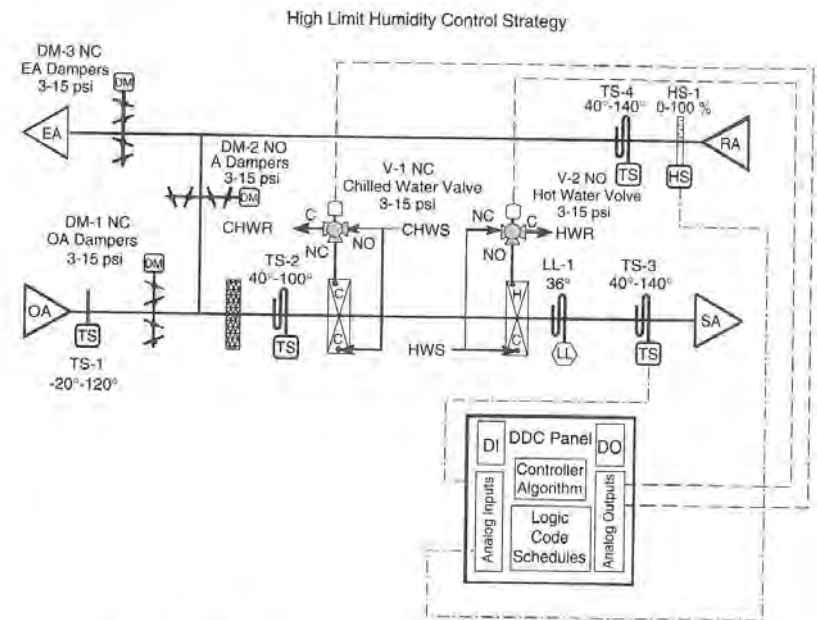 High Limit Humidity Control Strategy
DM-3 NC
EA Dampers
3-15 psi
DM
EA
DM-2 NO
A Dampers
3-15 psi
DM
TS-4
40°-140°
TS
HS-1
0-100 %
HS
RA
V-1 NC
Chilled Water Valve
3-15 psi
V-2 NO
Hot Water Volve
3-15 psi
CHWR
C
NC
NO
CHWS
NC
C
NO
HWR
DM-1 NC
OA Dampers
3-15 psi
DM
OA
TS
TS-1
-20°-120°
TS-2
40°-100°
TS
C
C
HWS
H
C
LL-1
36°
LL
TS-3
40°-140°
TS
SA
DI
DDC Panel
DO
Controller
Algorithm
Analog Inputs
Logic
Code
Schedules
Analog Outputs